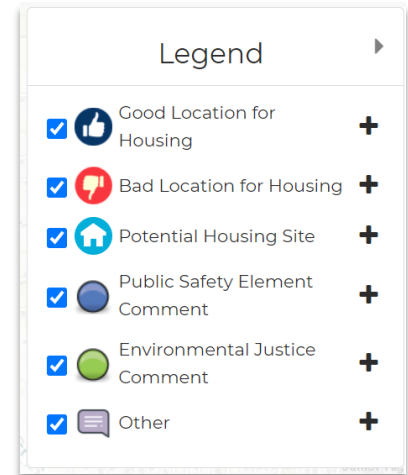 Legend
Good Location for
Housing
Bad Location for Housing
Potential Housing Site
Public Safety Element
Comment
Environmental Justice
Comment
Other